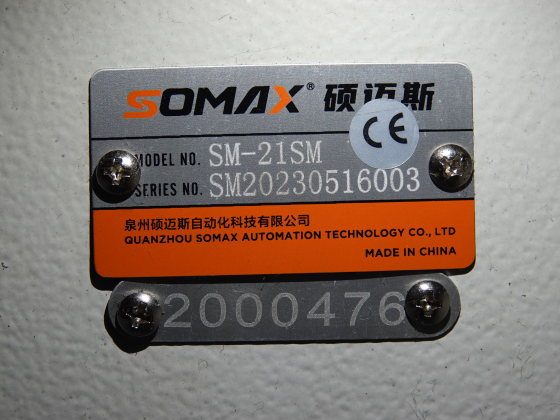 SOMAX® 硕迈斯
CE
MODEL NO. SM-21SM
SERIES NO. SM20230516003
泉州硕迈斯自动化科技有限公司
QUANZHOU SOMAX AUTOMATION TECHNOLOGY CO., LTD
MADE IN CHINA
2000476